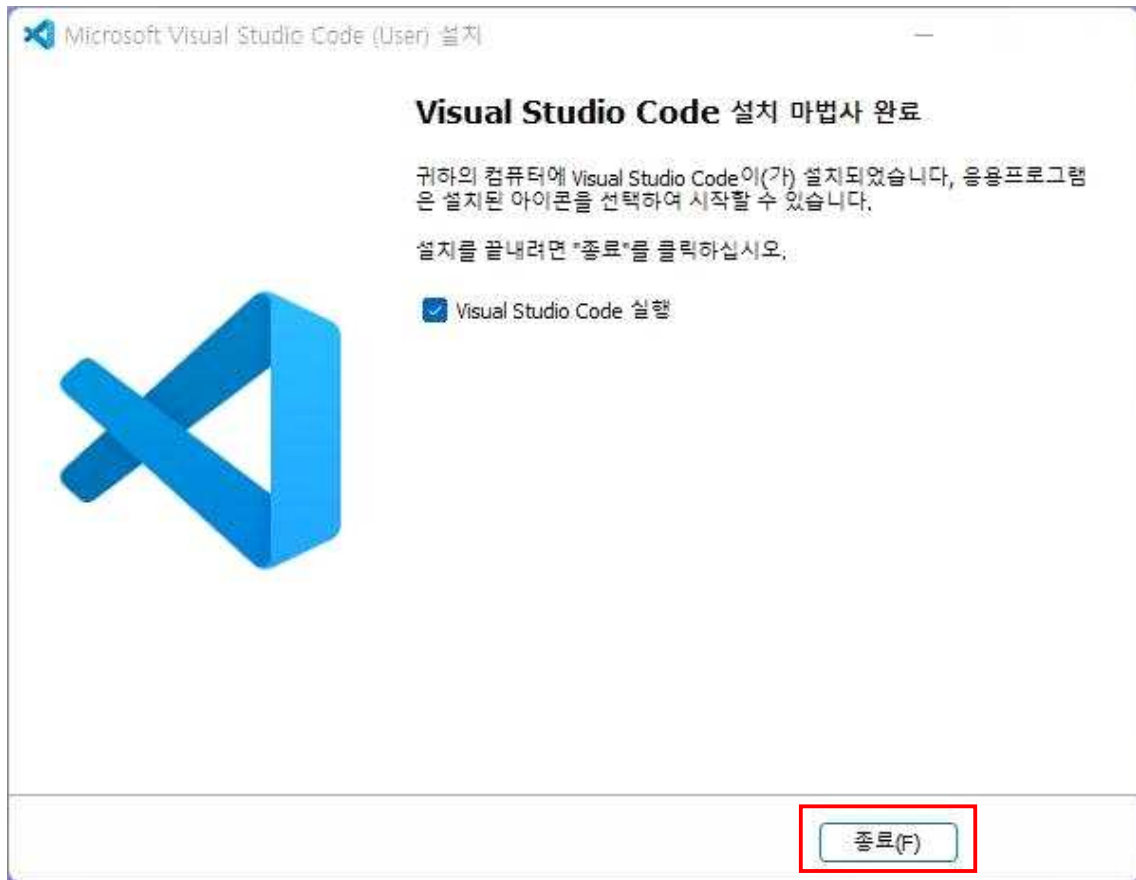 Microsoft Visual Studio Code (User) 설치
Visual Studio Code 설치 마법사 완료
귀하의 컴퓨터에 Visual Studio Code이(가) 설치되었습니다, 응용프로그램
은 설치된 아이콘을 선택하여 시작할 수 있습니다.
설치를 끝내려면 "종료"를 클릭하십시오.
Visual Studio Code 실행
종료(F)